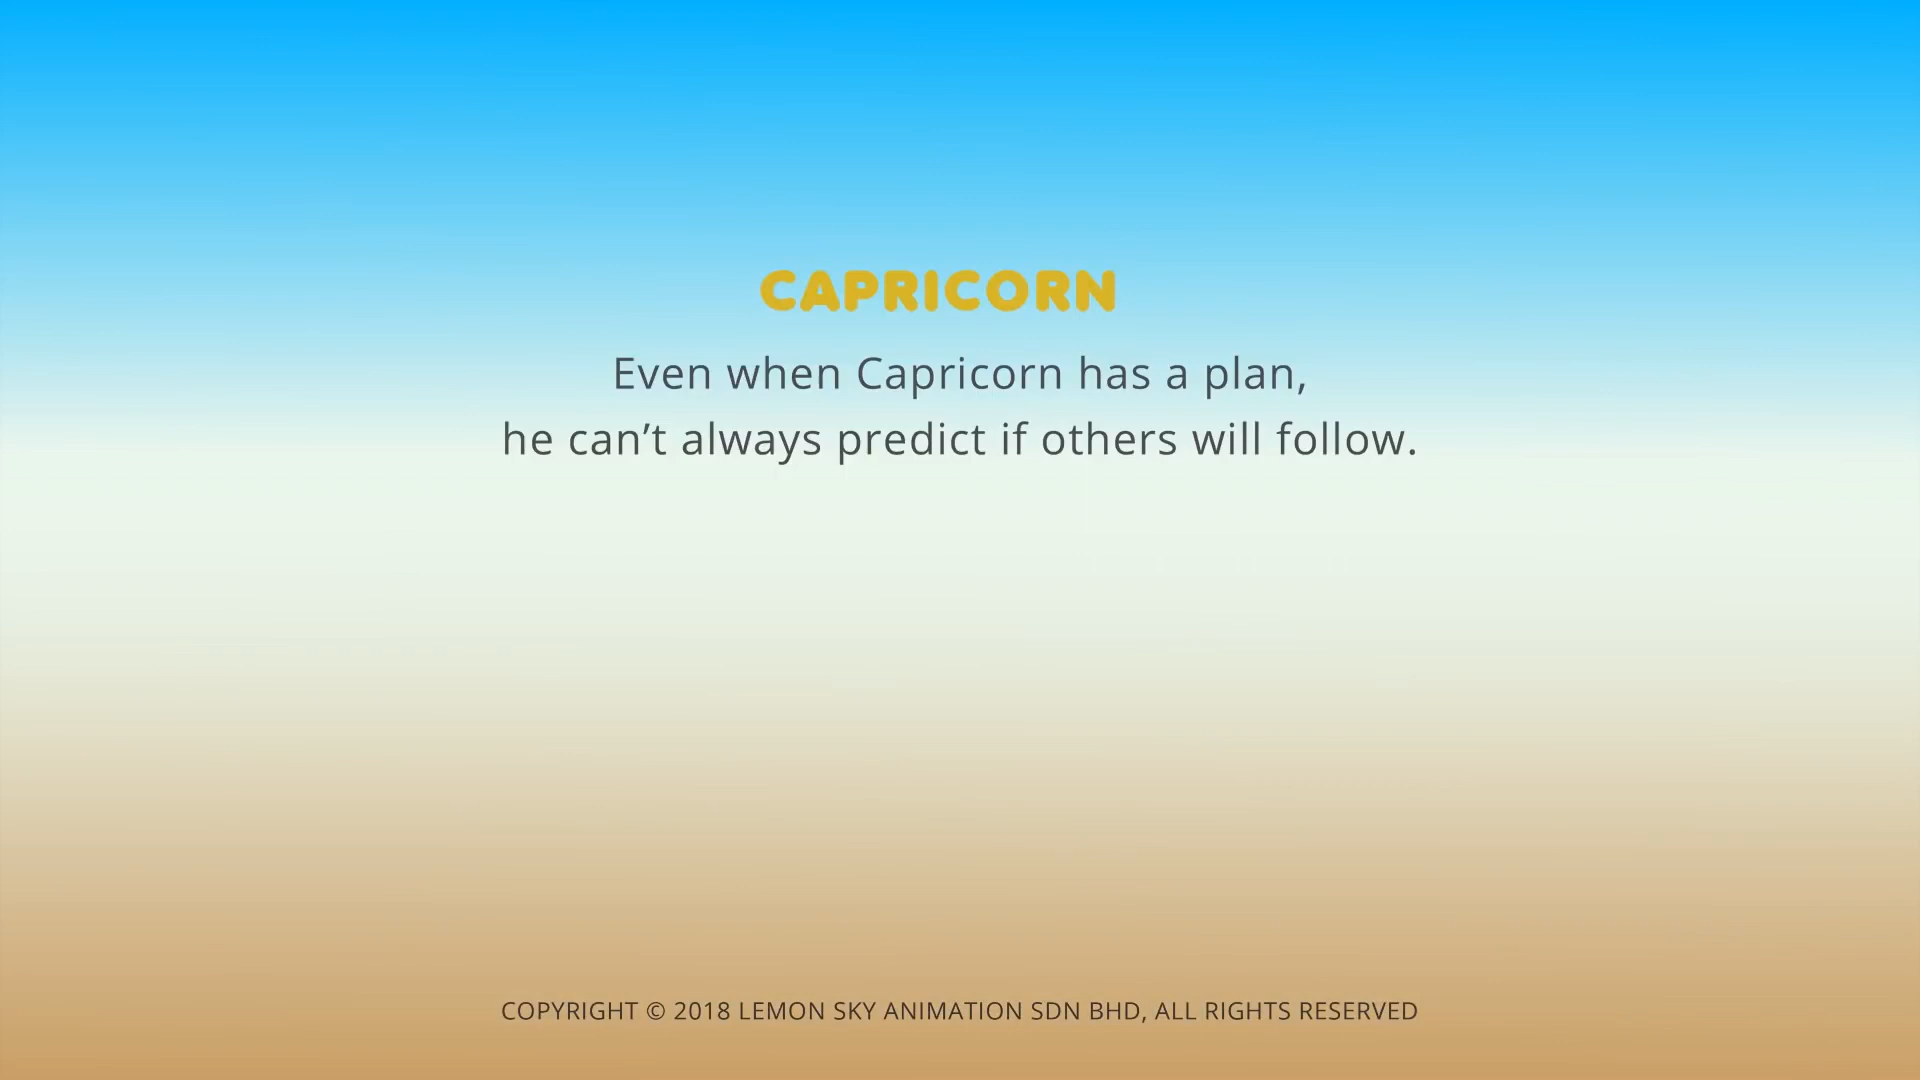 CAPRICORN
Even when Capricorn has a plan,
he can’t always predict if others will follow.
COPYRIGHT © 2018 LEMON SKY ANIMATION SDN BHD, ALL RIGHTS RESERVED